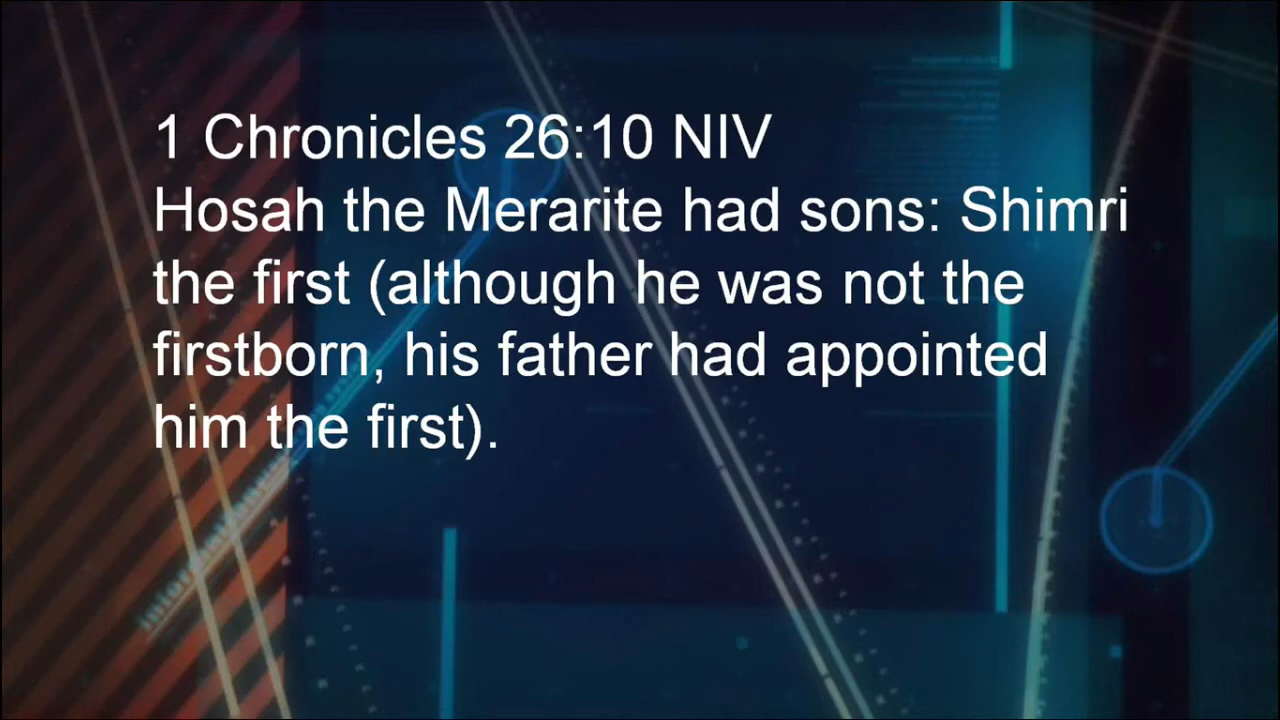 1 Chronicles 26:10 NIV
Hosah the Merarite had sons: Shimri
the first (although he was not the
firstborn, his father had appointed
him the first).